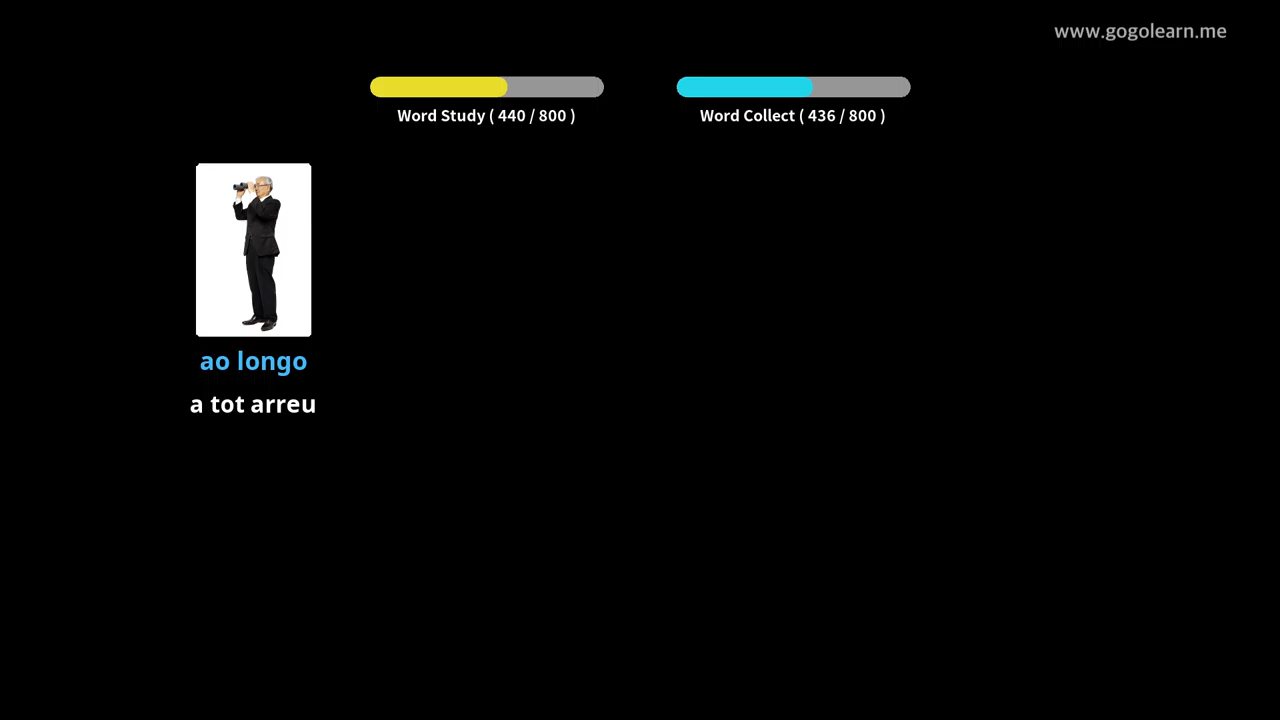 www.gogolearn.me
Word Study ( 440 / 800 )
Word Collect ( 436 / 800 )
ao longo
a tot arreu